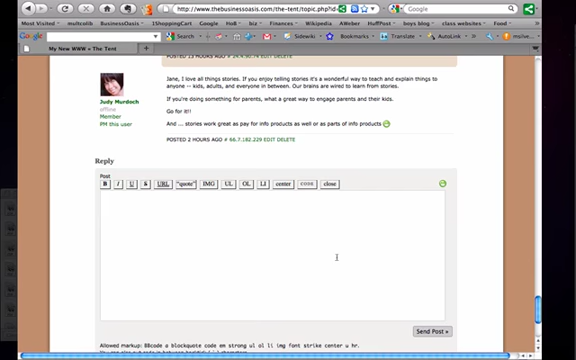 http://www.thebusinessoasis.com/the-tent/topic.php?id=
Google
Most Visited
multcolib
BusinessOasis
1ShoppingCart
HoB
Biznik
Wikipedia
AWeber
HuffPost
boys blog
class websites
Food
Google
Search
Sidewiki
Bookmarks
Translate
AutoLink
My New WWW « The Tent
EDIT DELETE
Judy Murdoch
offline
Member
PM this user
Jane, I love all things stories. If you enjoy telling stories it's a wonderful way to teach and explain things to
anyone -- kids, adults, and everyone in between. Our brains are wired to learn from stories.
If you're doing something for parents, what a great way to engage parents and their kids.
Go for it!!
And ... stories work great as pay for info products as well or as parts of info products
POSTED 2 HOURS AGO # 66.7.182.229 EDIT DELETE
Reply
Post
B I U S URL "quote" IMG UL OL LI center CODE close
Send Post »
Allowed markup: BBcode a blockquote code em strong ul ol li img font strike center u hr.